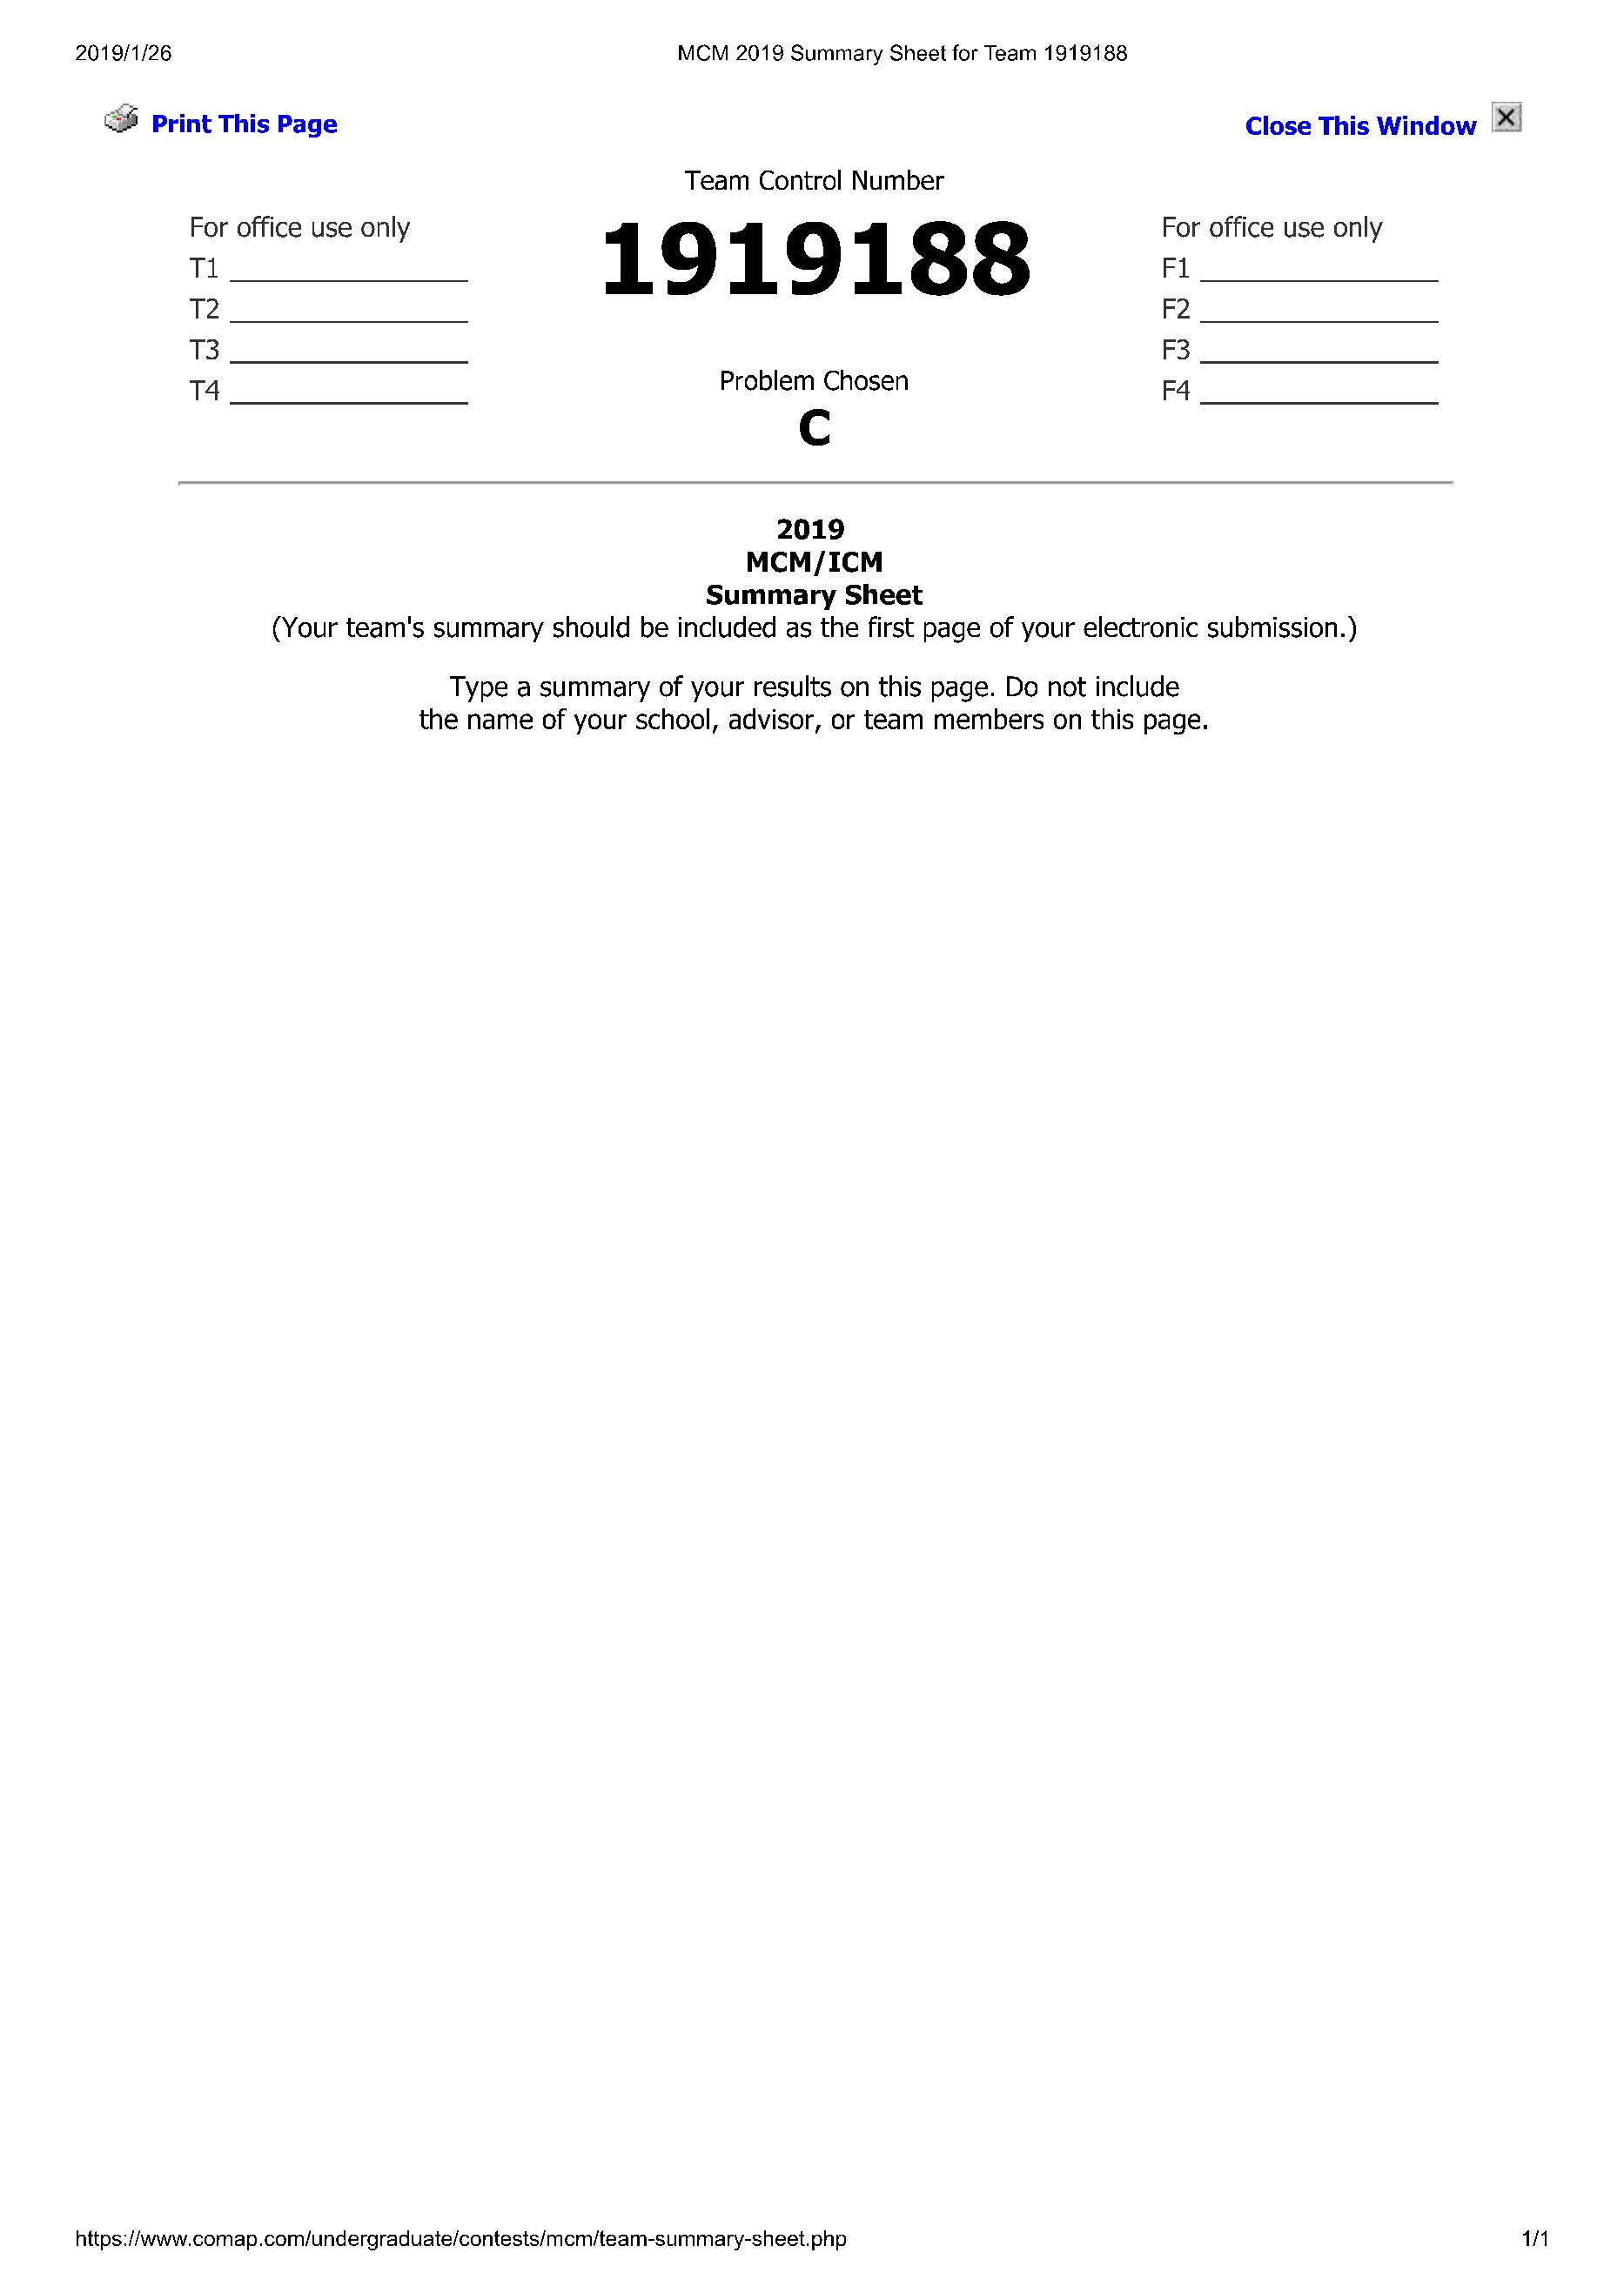 2019/1/26 MCM 2019 Summary Sheet for Team 1919188
Print This Page Close This Window
Team Control Number
For office use only 1919188 For office use only
T1 F1
T2 F2
T3 F3
Problem Chosen
T4 F4
C
2019
MCM/ICM
Summary Sheet
(Your team's summary should be included as the first page of your electronic submission.)
Type a summary of your results on this page. Do not include
the name of your school, advisor, or team members on this page.
https://www.comap.com/undergraduate/contests/mcm/team-summary-sheet.php 1/1